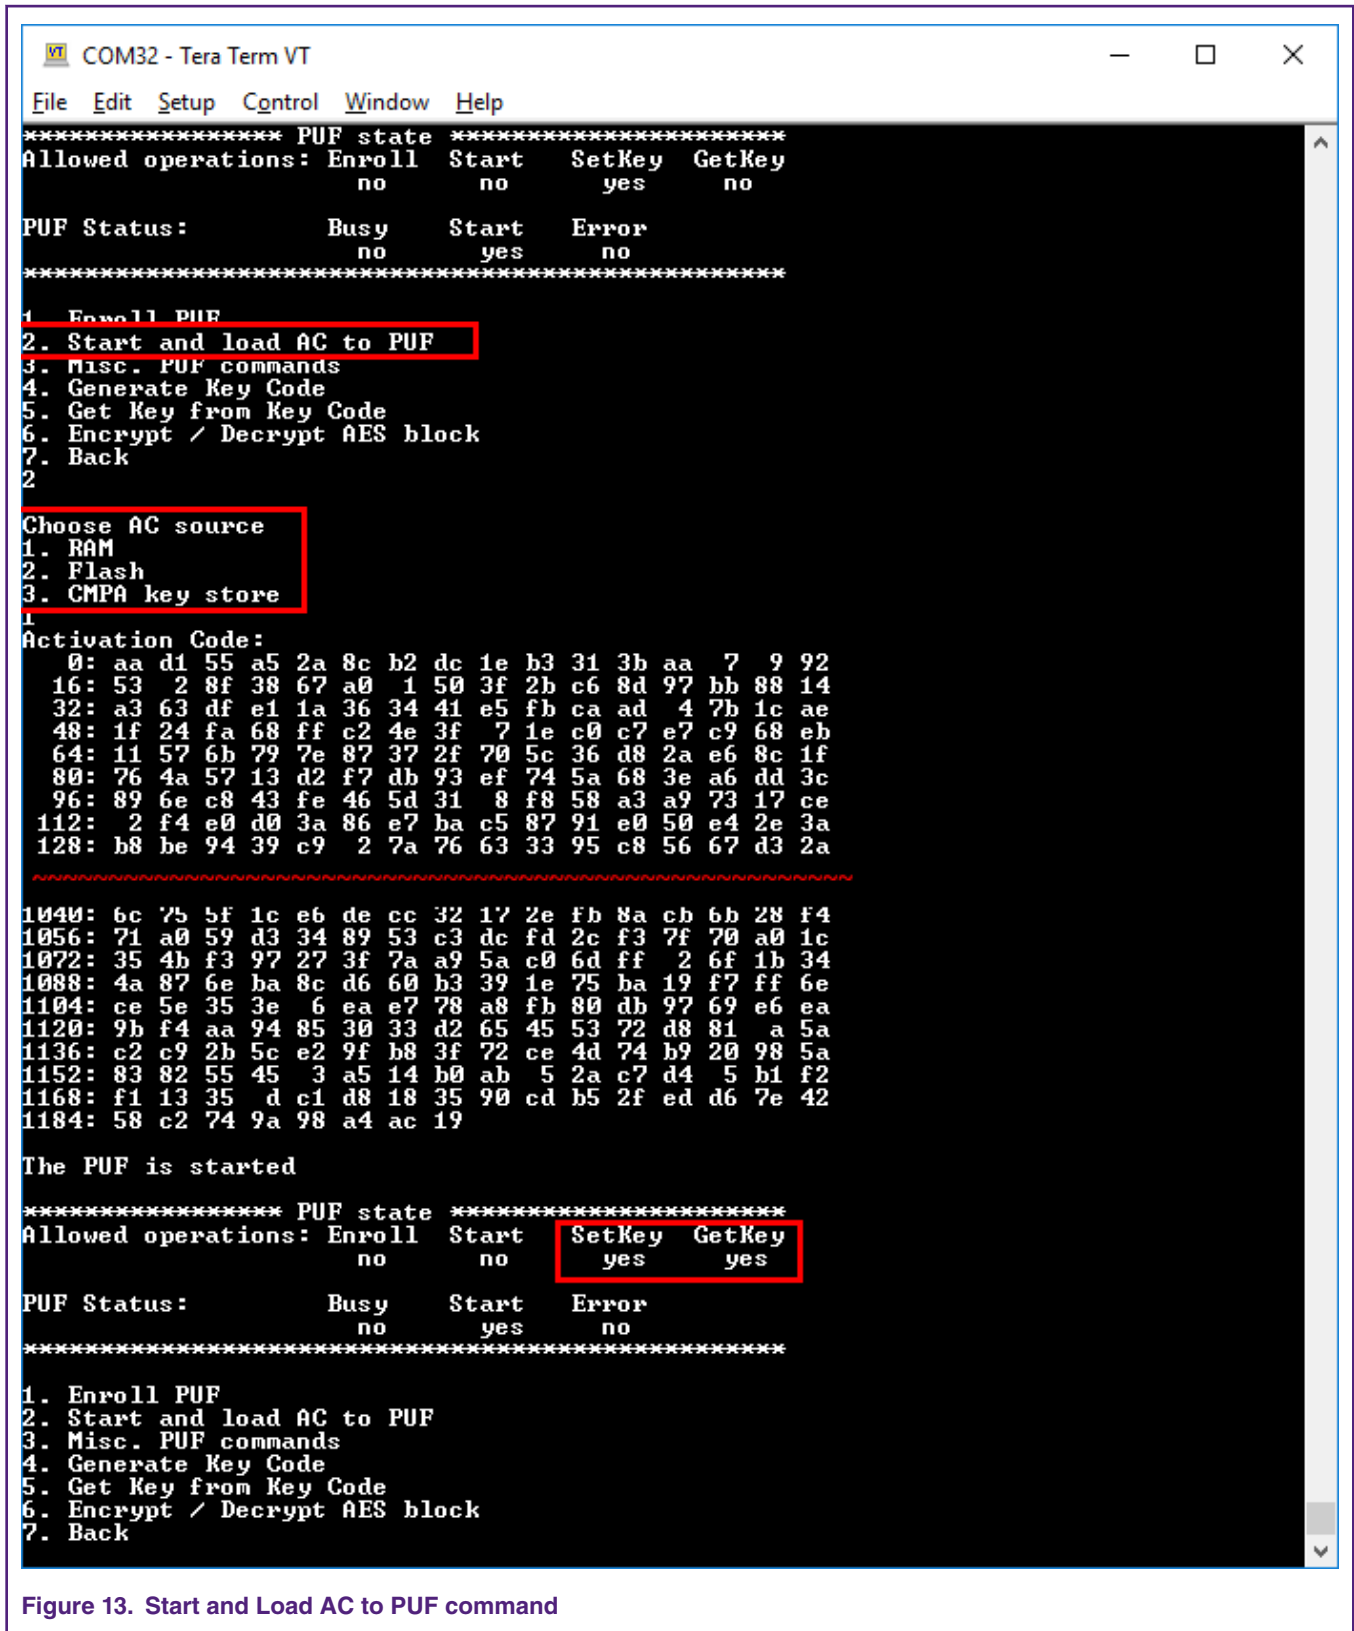 COM32 - Tera Term VT
File Edit Setup Control Window Help
***************** PUF state **********************
Allowed operations: Enroll Start SetKey GetKey
no no yes no
PUF Status: Busy Start Error
no yes no
**************************************************
1. Enroll PUF
2. Start and load AC to PUF
3. Misc. PUF commands
4. Generate Key Code
5. Get Key from Key Code
6. Encrypt / Decrypt AES block
7. Back
2
Choose AC source
1. RAM
2. Flash
3. CMPA key store
1
Activation Code:
0: aa d1 55 a5 2a 8c b2 dc 1e b3 31 3b aa 7 9 92
16: 53 2 8f 38 67 a0 1 50 3f 2b c6 8d 97 bb 88 14
32: a3 63 df e1 1a 36 34 41 e5 fb ca ad 4 7b 1c ae
48: 1f 24 fa 68 ff c2 4e 3f 7 1e c0 c7 e7 c9 68 eb
64: 11 57 6b 79 7e 87 37 2f 70 5c 36 d8 2a e6 8c 1f
80: 76 4a 57 13 d2 f7 db 93 ef 74 5a 68 3e a6 dd 3c
96: 89 6e c8 43 fe 46 5d 31 8 f8 58 a3 a9 73 17 ce
112: 2 f4 e0 d0 3a 86 e7 ba c5 87 91 e0 50 e4 2e 3a
128: b8 be 94 39 c9 2 7a 76 63 33 95 c8 56 67 d3 2a
1040: 6c 75 5f 1c e6 de cc 32 17 2e fb 8a cb 6b 28 f4
1056: 71 a0 59 d3 34 89 53 c3 dc fd 2c f3 7f 70 a0 1c
1072: 35 4b f3 97 27 3f 7a a9 5a c0 6d ff 2 6f 1b 34
1088: 4a 87 6e ba 8c d6 60 b3 39 1e 75 ba 19 f7 ff 6e
1104: ce 5e 35 3e 6 ea e7 78 a8 fb 80 db 97 69 e6 ea
1120: 9b f4 aa 94 85 30 33 d2 65 45 53 72 d8 81 a 5a
1136: c2 c9 2b 5c e2 9f b8 3f 72 ce 4d 74 b9 20 98 5a
1152: 83 82 55 45 3 a5 14 b0 ab 5 2a c7 d4 5 b1 f2
1168: f1 13 35 d c1 d8 18 35 90 cd b5 2f ed d6 7e 42
1184: 58 c2 74 9a 98 a4 ac 19
The PUF is started
***************** PUF state **********************
Allowed operations: Enroll Start SetKey GetKey
no no yes yes
PUF Status: Busy Start Error
no yes no
**************************************************
1. Enroll PUF
2. Start and load AC to PUF
3. Misc. PUF commands
4. Generate Key Code
5. Get Key from Key Code
6. Encrypt / Decrypt AES block
7. Back
Figure 13. Start and Load AC to PUF command